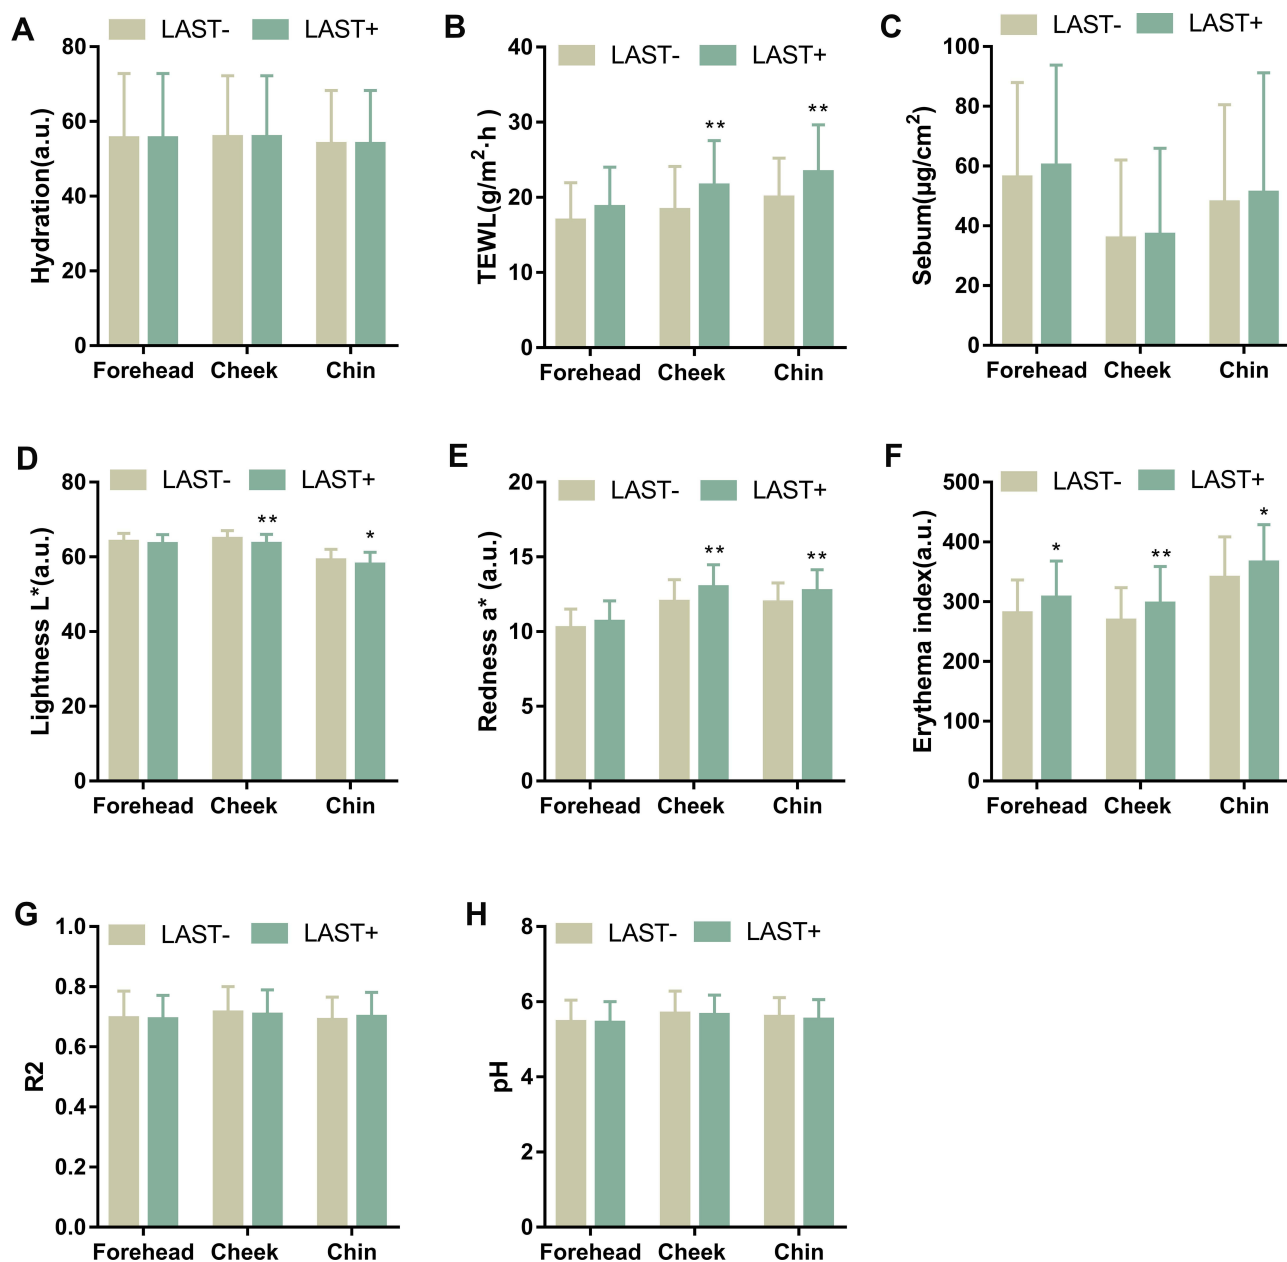 A
LAST- LAST+
Hydration(a.u.)
80
60
40
20
0
Forehead Cheek Chin
B
LAST- LAST+
TEWL(g/m²·h )
40
30
20
10
0
** **
Forehead Cheek Chin
C
LAST- LAST+
Sebum(µg/cm²)
100
80
60
40
20
0
Forehead Cheek Chin
D
LAST- LAST+
Lightness L*(a.u.)
80
60
40
20
0
** *
Forehead Cheek Chin
E
LAST- LAST+
Redness a* (a.u.)
20
15
10
5
0
** **
Forehead Cheek Chin
F
LAST- LAST+
Erythema index(a.u.)
500
400
300
200
100
0
* ** *
Forehead Cheek Chin
G
LAST- LAST+
R2
1.0
0.8
0.6
0.4
0.2
0.0
Forehead Cheek Chin
H
LAST- LAST+
pH
8
6
4
2
0
Forehead Cheek Chin